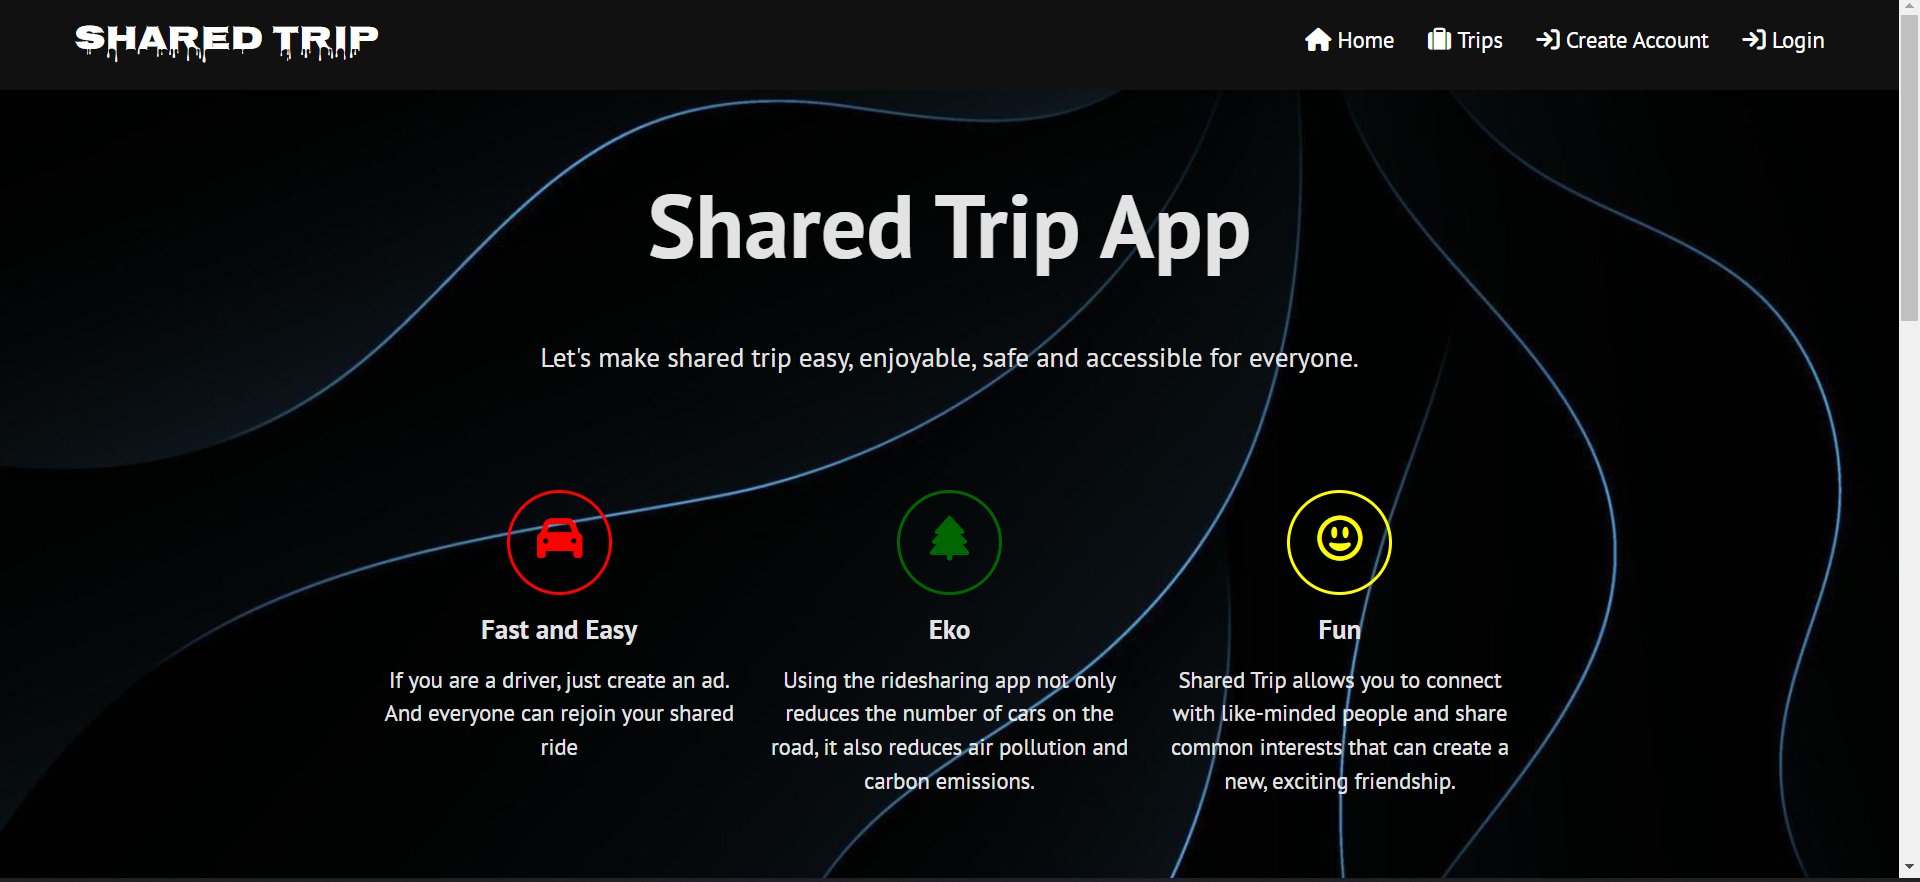 SHARED TRIP
Home Trips Create Account Login
Shared Trip App
Let's make shared trip easy, enjoyable, safe and accessible for everyone.
Fast and Easy
If you are a driver, just create an ad.
And everyone can rejoin your shared
ride
Eko
Using the ridesharing app not only
reduces the number of cars on the
road, it also reduces air pollution and
carbon emissions.
Fun
Shared Trip allows you to connect
with like-minded people and share
common interests that can create a
new, exciting friendship.